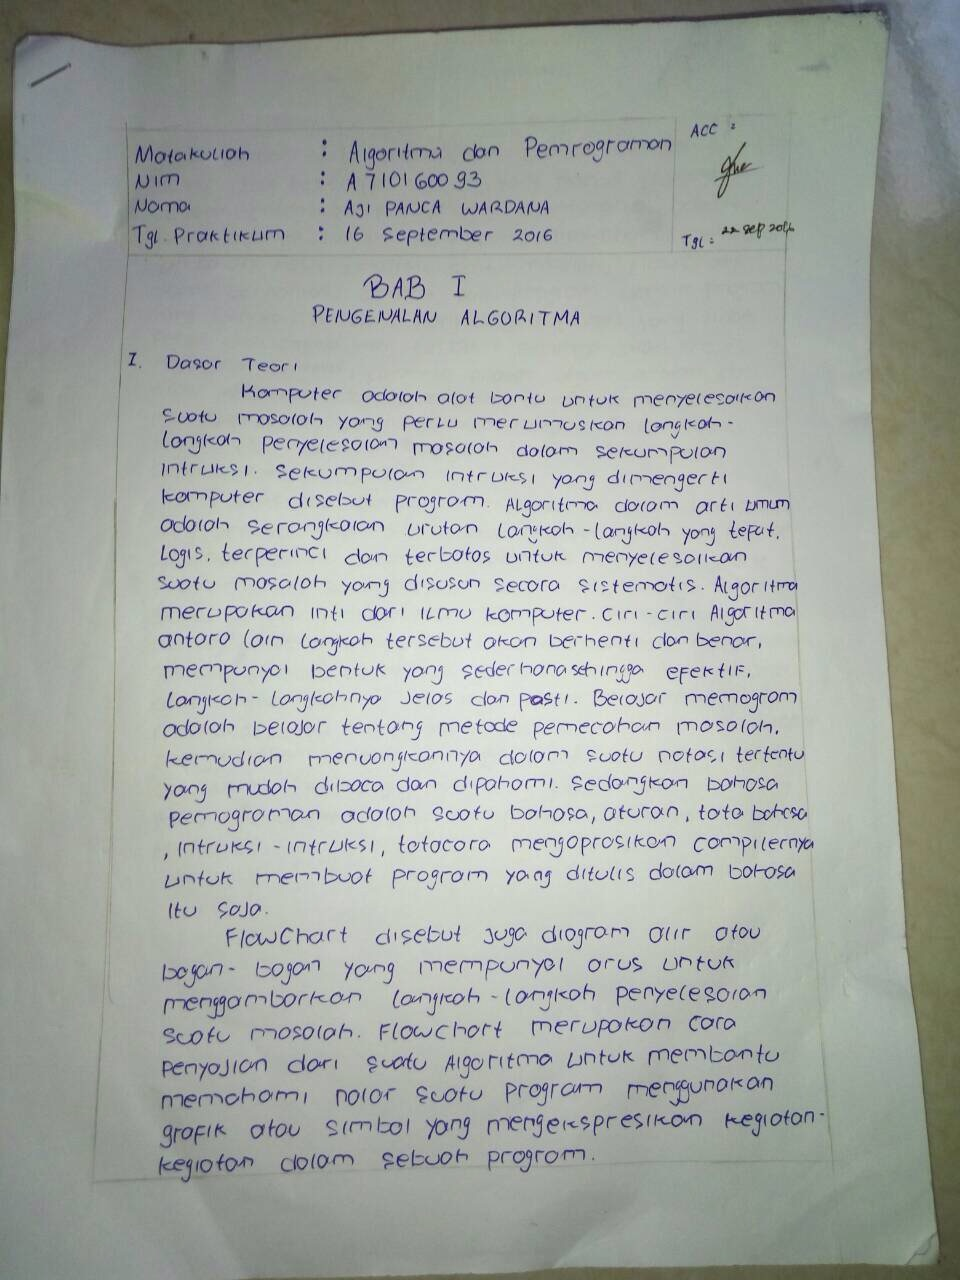 Matakuliah : Algoritma dan Pemrograman
NIM : A710160093
Nama : AJI PANCA WARDANA
Tgl. Praktikum : 16 September 2016
ACC :
Tgl : 22 sep 2016
BAB I
PENGENALAN ALGORITMA
I. Dasar Teori
Komputer adalah alat bantu untuk menyelesaikan
suatu masalah yang perlu merumuskan langkah-
langkah penyelesaian masalah dalam sekumpulan
intruksi. Sekumpulan intruksi yang dimengerti
komputer disebut program. Algoritma dalam arti umum
adalah serangkaian urutan langkah-langkah yang tepat,
Logis, terperinci dan terbatas untuk menyelesaikan
suatu masalah yang disusun secara sistematis. Algoritma
merupakan inti dari ilmu komputer. Ciri-ciri Algoritma
antara lain langkah tersebut akan berhenti dan benar,
mempunyai bentuk yang sederhana sehingga efektif,
Langkah-langkahnya jelas dan pasti. Belajar memogram
adalah belajar tentang metode pemecahan masalah,
kemudian menuangkannya dalam suatu notasi tertentu
yang mudah dibaca dan dipahami. Sedangkan bahasa
pemograman adalah suatu bahasa, aturan, tata bahasa
, intruksi-intruksi, tatacara mengoprasikan compilernya
untuk membuat program yang ditulis dalam bahasa
itu saja.
FlowChart disebut juga diagram alir atau
bagan-bagan yang mempunyai arus untuk
menggambarkan langkah-langkah penyelesaian
suatu masalah. Flowchart merupakan cara
penyajian dari suatu Algoritma untuk membantu
memahami nalar suatu program menggunakan
grafik atau simbol yang mengekspresikan kegiatan-
kegiatan dalam sebuah program.